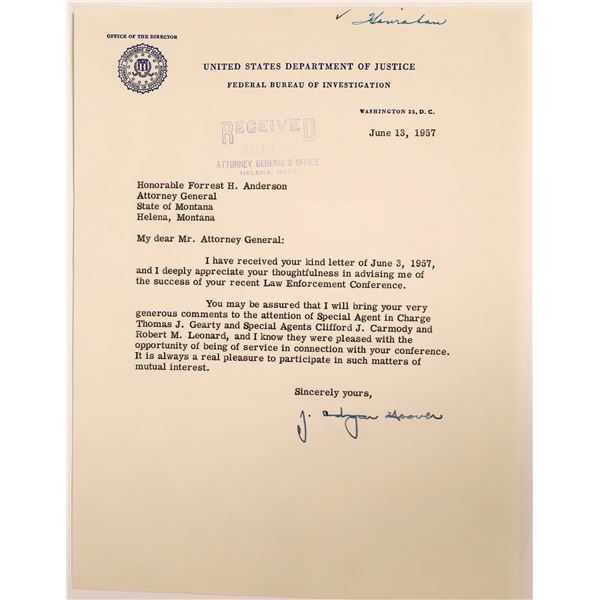 Hanrahan
OFFICE OF THE DIRECTOR
UNITED STATES DEPARTMENT OF JUSTICE
FEDERAL BUREAU OF INVESTIGATION
WASHINGTON 25, D. C.
June 13, 1957
RECEIVED
ATTORNEY GENERAL'S OFFICE
HELENA, MONT.
Honorable Forrest H. Anderson
Attorney General
State of Montana
Helena, Montana
My dear Mr. Attorney General:
I have received your kind letter of June 3, 1957,
and I deeply appreciate your thoughtfulness in advising me of
the success of your recent Law Enforcement Conference.
You may be assured that I will bring your very
generous comments to the attention of Special Agent in Charge
Thomas J. Gearty and Special Agents Clifford J. Carmody and
Robert M. Leonard, and I know they were pleased with the
opportunity of being of service in connection with your conference.
It is always a real pleasure to participate in such matters of
mutual interest.
Sincerely yours,
J. Edgar Hoover